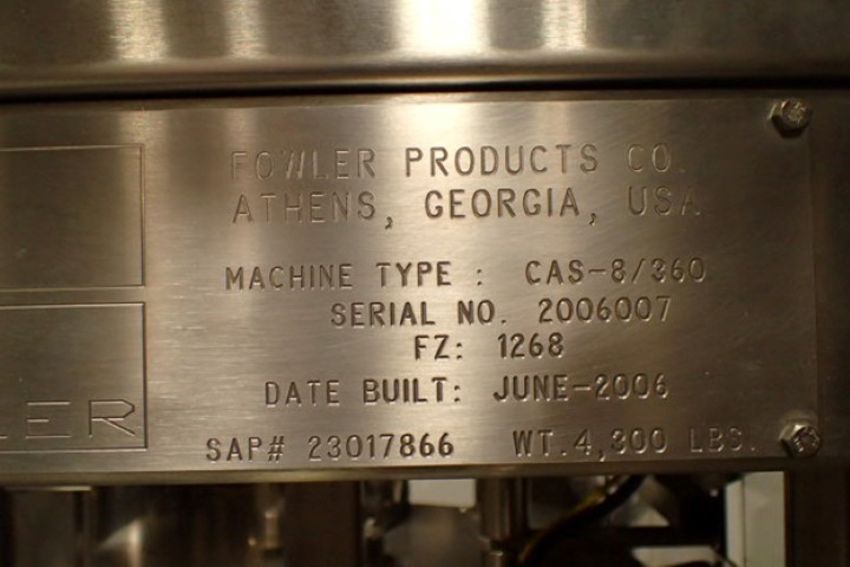 FOWLER PRODUCTS CO.
ATHENS, GEORGIA, USA
MACHINE TYPE : CAS-8/360
SERIAL NO. 2006007
FZ: 1268
DATE BUILT: JUNE-2006
LER
SAP# 23017866 WT.4,300 LBS.